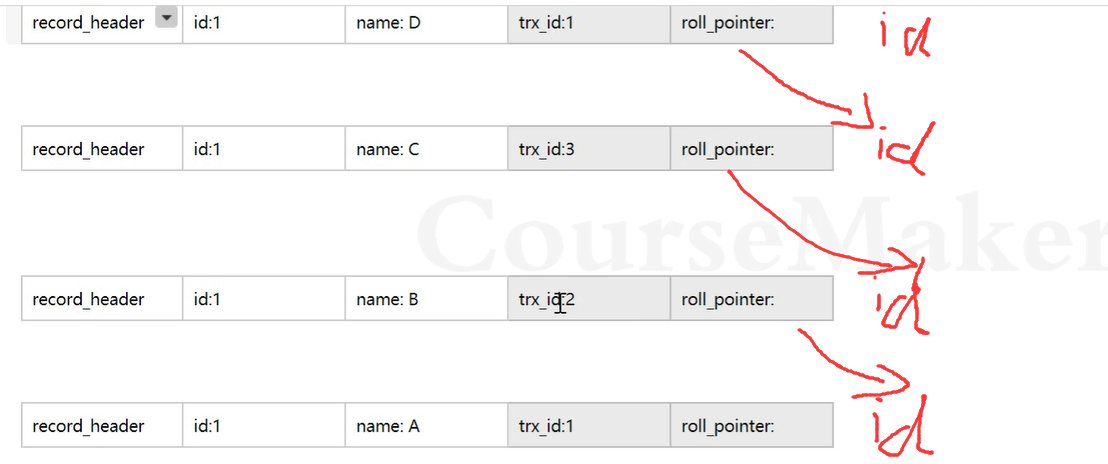 record_header id:1 name: D trx_id:1 roll_pointer: id
record_header id:1 name: C trx_id:3 roll_pointer: id
CourseMaker
record_header id:1 name: B trx_id:2 roll_pointer: id
record_header id:1 name: A trx_id:1 roll_pointer: id